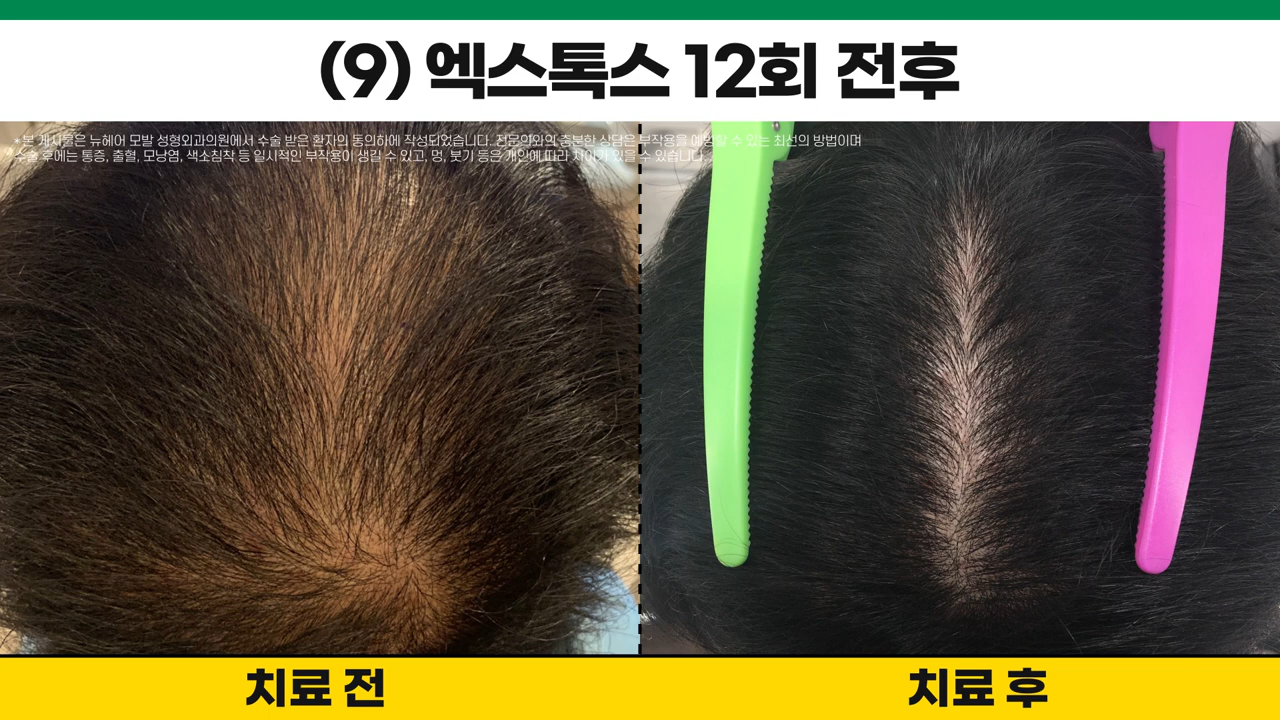 (9) 엑스톡스 12회 전후
*본 게시물은 뉴헤어 모발 성형외과의원에서 수술 받은 환자의 동의하에 작성되었습니다. 전문의와의 충분한 상담은 부작용을 예방할 수 있는 최선의 방법이며
수술 후에는 통증, 출혈, 모낭염, 색소침착 등 일시적인 부작용이 생길 수 있고, 멍, 붓기 등은 개인에 따라 차이가 있을 수 있습니다.
치료 전
치료 후